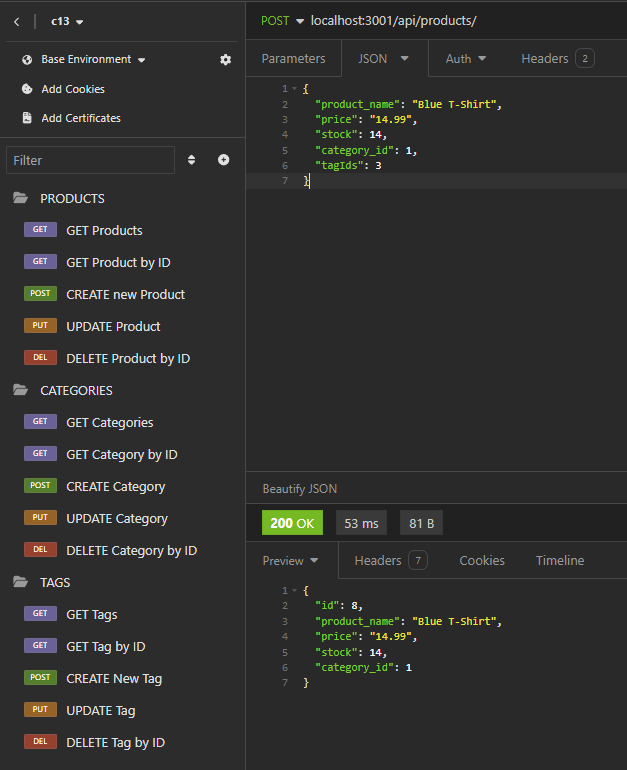 c13
Base Environment
Add Cookies
Add Certificates
Filter
PRODUCTS
GET GET Products
GET GET Product by ID
POST CREATE new Product
PUT UPDATE Product
DEL DELETE Product by ID
CATEGORIES
GET GET Categories
GET GET Category by ID
POST CREATE Category
PUT UPDATE Category
DEL DELETE Category by ID
TAGS
GET GET Tags
GET GET Tag by ID
POST CREATE New Tag
PUT UPDATE Tag
DEL DELETE Tag by ID
POST localhost:3001/api/products/
Parameters JSON Auth Headers 2
1 {
2 "product_name": "Blue T-Shirt",
3 "price": "14.99",
4 "stock": 14,
5 "category_id": 1,
6 "tagIds": 3
7 }
Beautify JSON
200 OK 53 ms 81 B
Preview Headers 7 Cookies Timeline
1 {
2 "id": 8,
3 "product_name": "Blue T-Shirt",
4 "price": "14.99",
5 "stock": 14,
6 "category_id": 1
7 }